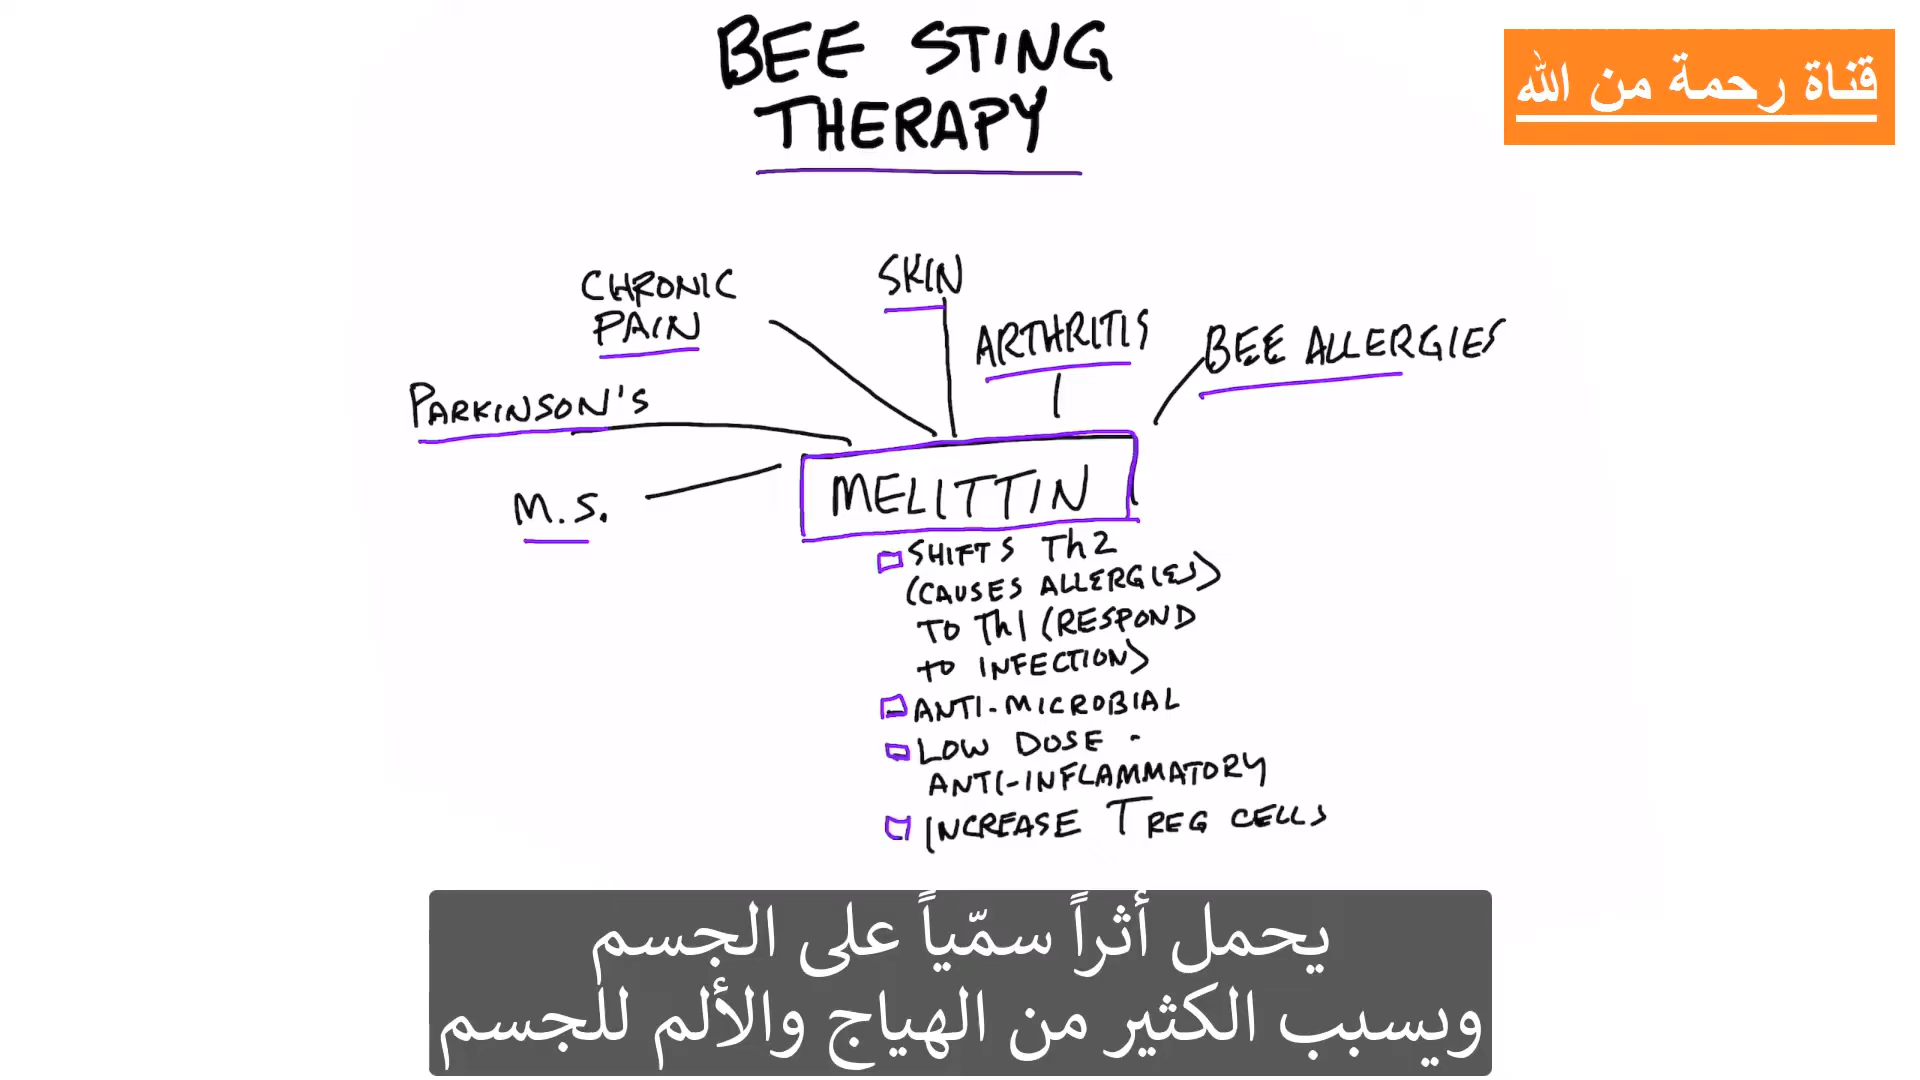 BEE STING
THERAPY
قناة رحمة من الله
CHRONIC
PAIN
SKIN
ARTHRITIS
BEE ALLERGIES
PARKINSON'S
M.S.
MELITTIN
SHIFTS Th2
(CAUSES ALLERGIES)
TO Th1 (RESPOND
TO INFECTION)
ANTI-MICROBIAL
LOW DOSE -
ANTI-INFLAMMATORY
INCREASE TREG CELLS
يحمل أثراً سمّياً على الجسم
ويسبب الكثير من الهياج والألم للجسم